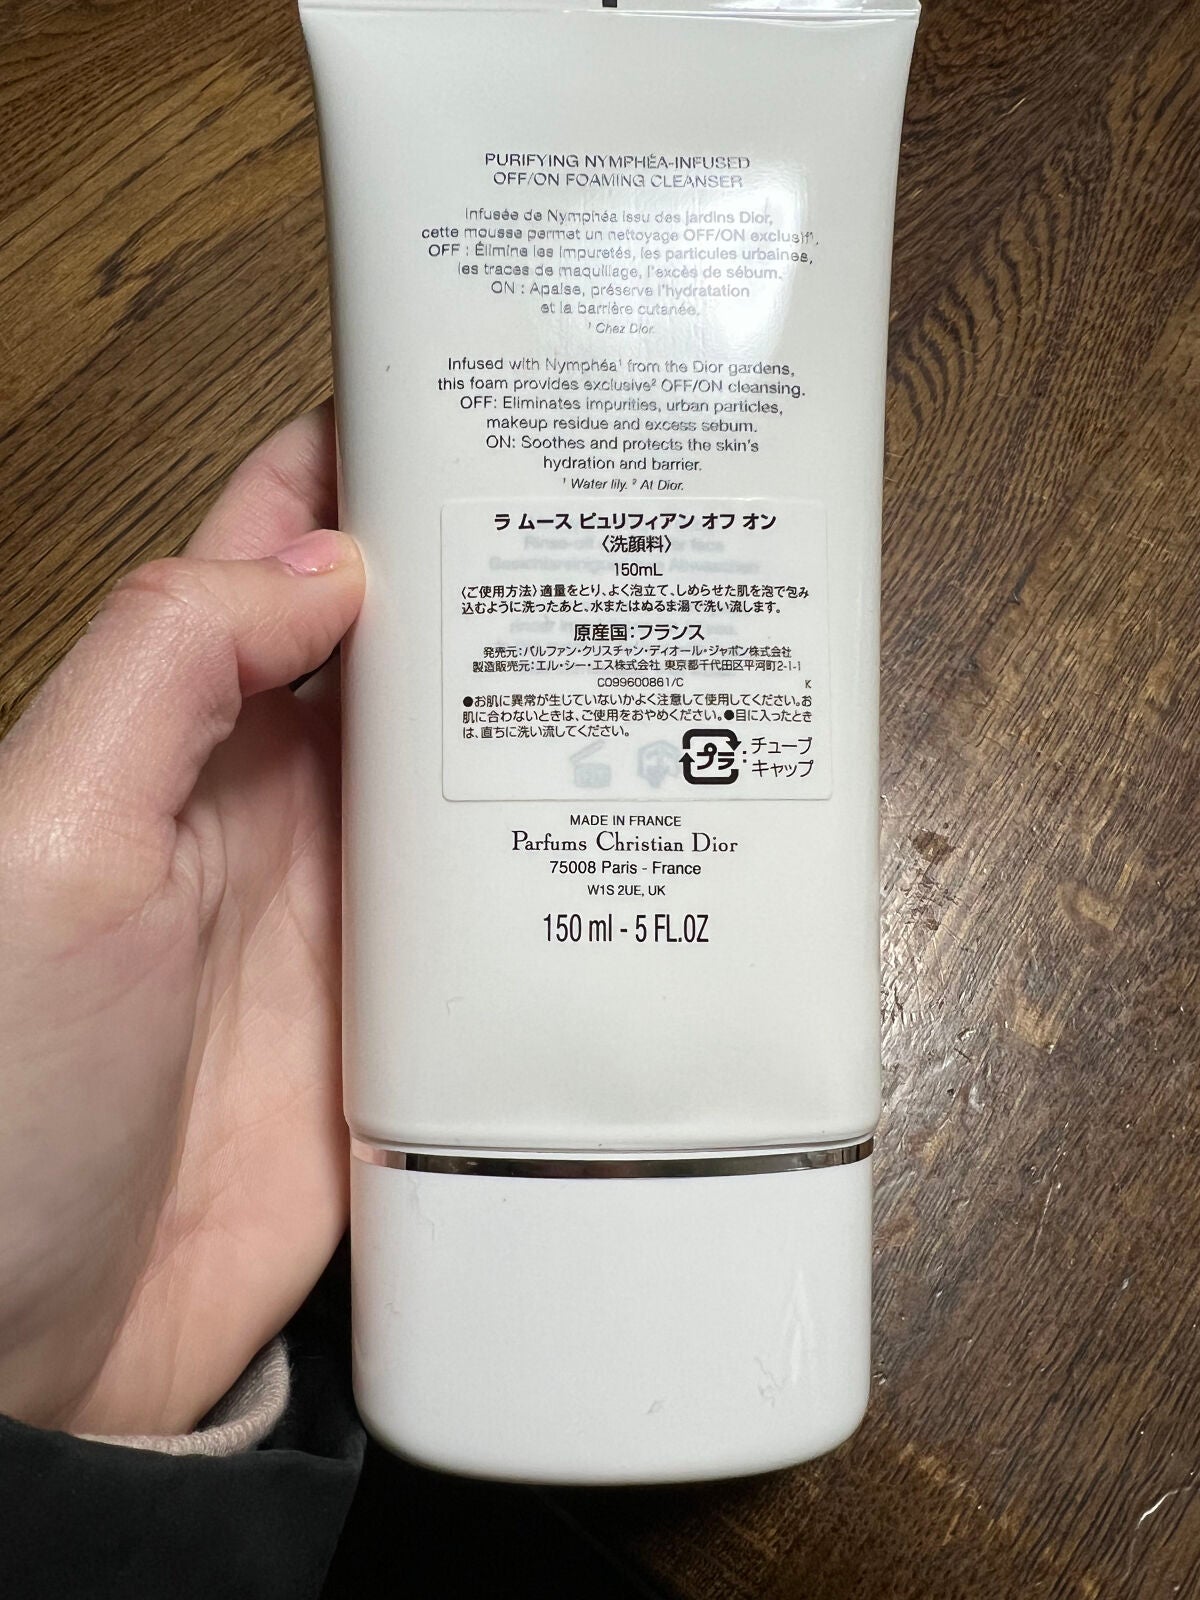 PURIFYING NYMPHÉA-INFUSED
OFF/ON FOAMING CLEANSER
Infusée de Nymphéa issu des jardins Dior,
cette mousse permet un nettoyage OFF/ON exclusif¹.
OFF : Élimine les impuretés, les particules urbaines,
les traces de maquillage, l'excès de sébum.
ON : Apaise, préserve l'hydratation
et la barrière cutanée.
¹ Chez Dior.
Infused with Nymphéa¹ from the Dior gardens,
this foam provides exclusive² OFF/ON cleansing.
OFF: Eliminates impurities, urban particles,
makeup residue and excess sebum.
ON: Soothes and protects the skin's
hydration and barrier.
¹ Water lily. ² At Dior.
ラ ムース ピュリフィアン オフ オン
〈洗顔料〉
150mL
〈ご使用方法〉適量をとり、よく泡立て、しめらせた肌を泡で包み
込むように洗ったあと、水またはぬるま湯で洗い流します。
原産国:フランス
発売元:パルファン・クリスチャン・ディオール・ジャポン株式会社
製造販売元:エル・シー・エス株式会社 東京都千代田区平河町2-1-1
C099600861/C K
●お肌に異常が生じていないかよく注意して使用してください。お
肌に合わないときは、ご使用をおやめください。●目に入ったとき
は、直ちに洗い流してください。
プラ : チューブ
キャップ
MADE IN FRANCE
Parfums Christian Dior
75008 Paris - France
W1S 2UE, UK
150 ml - 5 FL.OZ